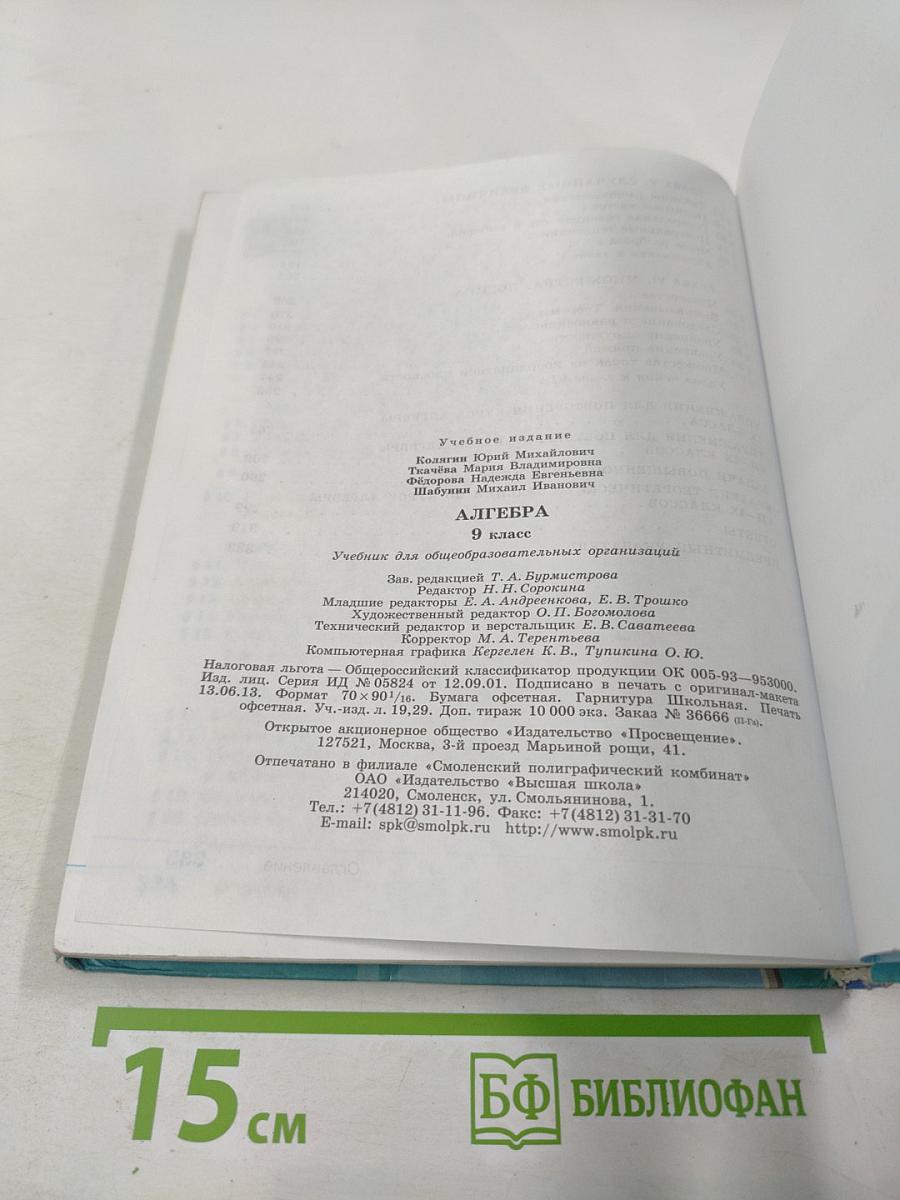 Учебное издание
Колягин Юрий Михайлович
Ткачёва Мария Владимировна
Фёдорова Надежда Евгеньевна
Шабунин Михаил Иванович
АЛГЕБРА
9 класс
Учебник для общеобразовательных организаций
Зав. редакцией Т. А. Бурмистрова
Редактор Н. Н. Сорокина
Младшие редакторы Е. А. Андреенкова, Е. В. Трошко
Художественный редактор О. П. Богомолова
Технический редактор и верстальщик Е. В. Саватеева
Корректор М. А. Терентьева
Компьютерная графика Кергелен К. В., Тупикина О. Ю.
Налоговая льгота — Общероссийский классификатор продукции ОК 005-93—953000.
Изд. лиц. Серия ИД № 05824 от 12.09.01. Подписано в печать с оригинал-макета
13.06.13. Формат 70 × 90 1/16. Бумага офсетная. Гарнитура Школьная. Печать
офсетная. Уч.-изд. л. 19,29. Доп. тираж 10 000 экз. Заказ № 36666 (П-Гз).
Открытое акционерное общество «Издательство «Просвещение».
127521, Москва, 3-й проезд Марьиной рощи, 41.
Отпечатано в филиале «Смоленский полиграфический комбинат»
ОАО «Издательство «Высшая школа»
214020, Смоленск, ул. Смольянинова, 1.
Тел.: +7(4812) 31-11-96. Факс: +7(4812) 31-31-70
E-mail: spk@smolpk.ru http://www.smolpk.ru
Оглавление 335
15 см
БФ БИБЛИОФАН